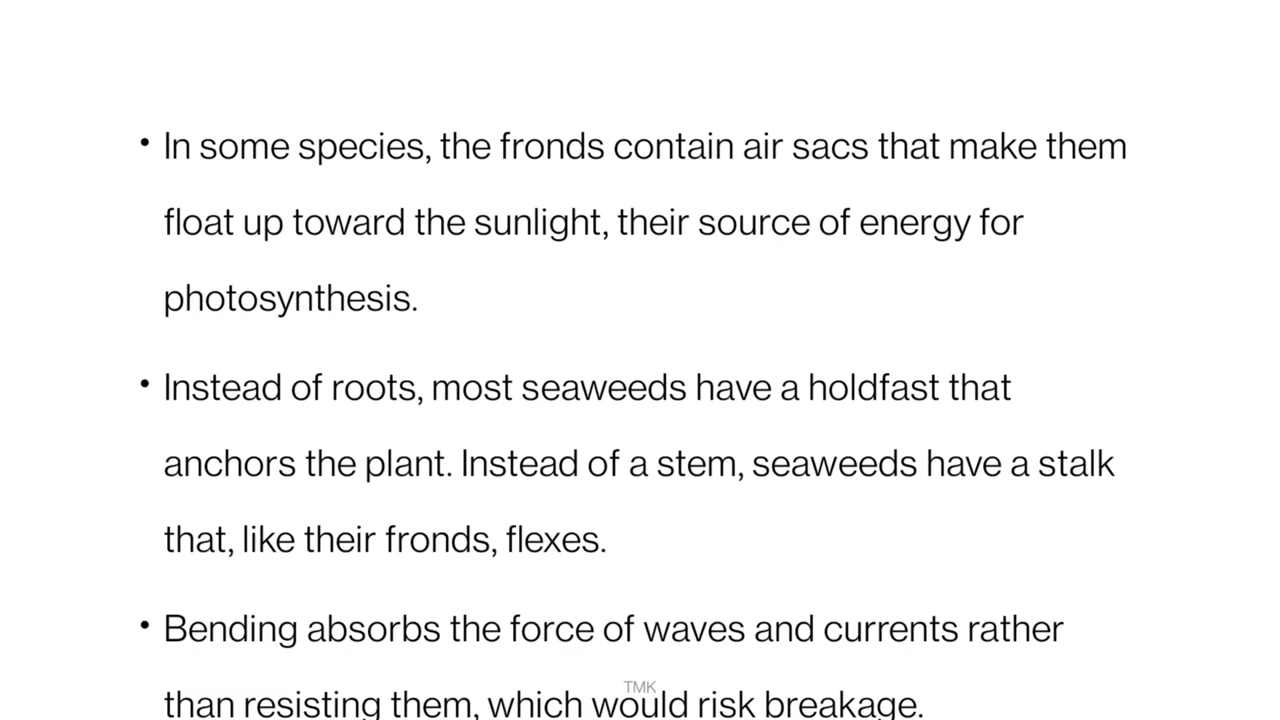 • In some species, the fronds contain air sacs that make them
float up toward the sunlight, their source of energy for
photosynthesis.
• Instead of roots, most seaweeds have a holdfast that
anchors the plant. Instead of a stem, seaweeds have a stalk
that, like their fronds, flexes.
• Bending absorbs the force of waves and currents rather
TMK
than resisting them, which would risk breakage.